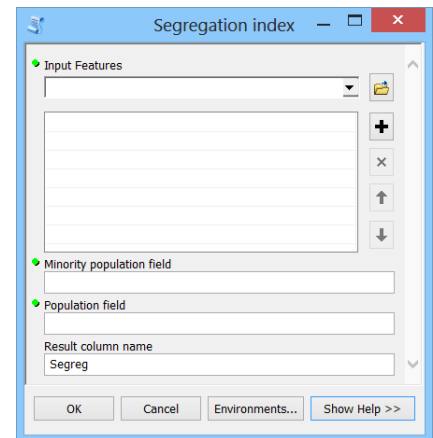 Segregation index
Input Features
Minority population field
Population field
Result column name
Segreg
OK
Cancel
Environments...
Show Help >>